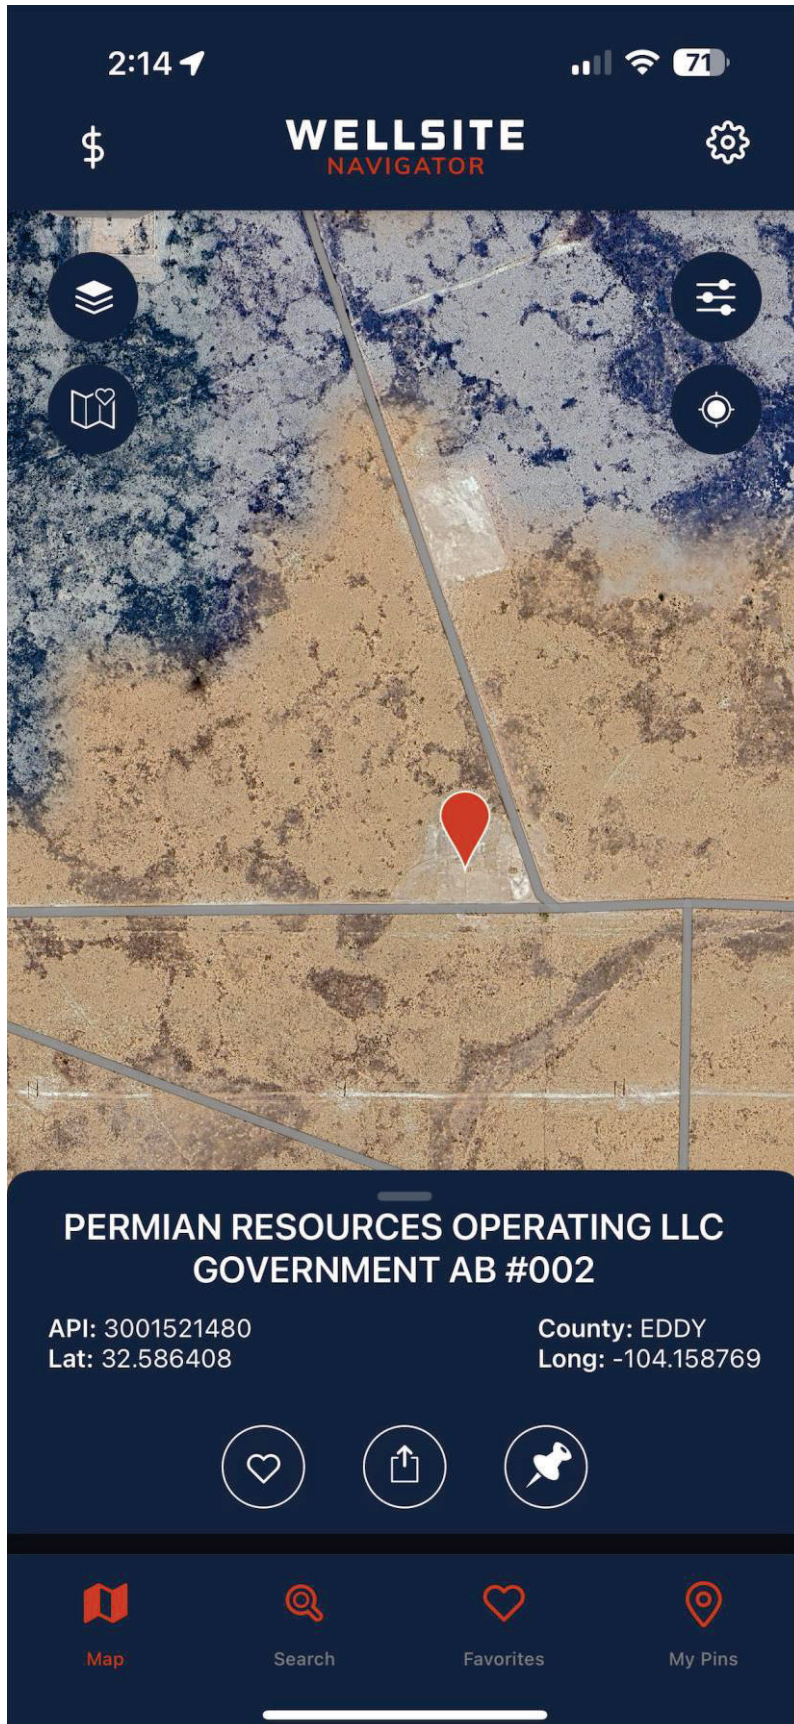 2:14
71
$
WELLSITE
NAVIGATOR
PERMIAN RESOURCES OPERATING LLC
GOVERNMENT AB #002
API: 3001521480
County: EDDY
Lat: 32.586408
Long: -104.158769
Map
Search
Favorites
My Pins